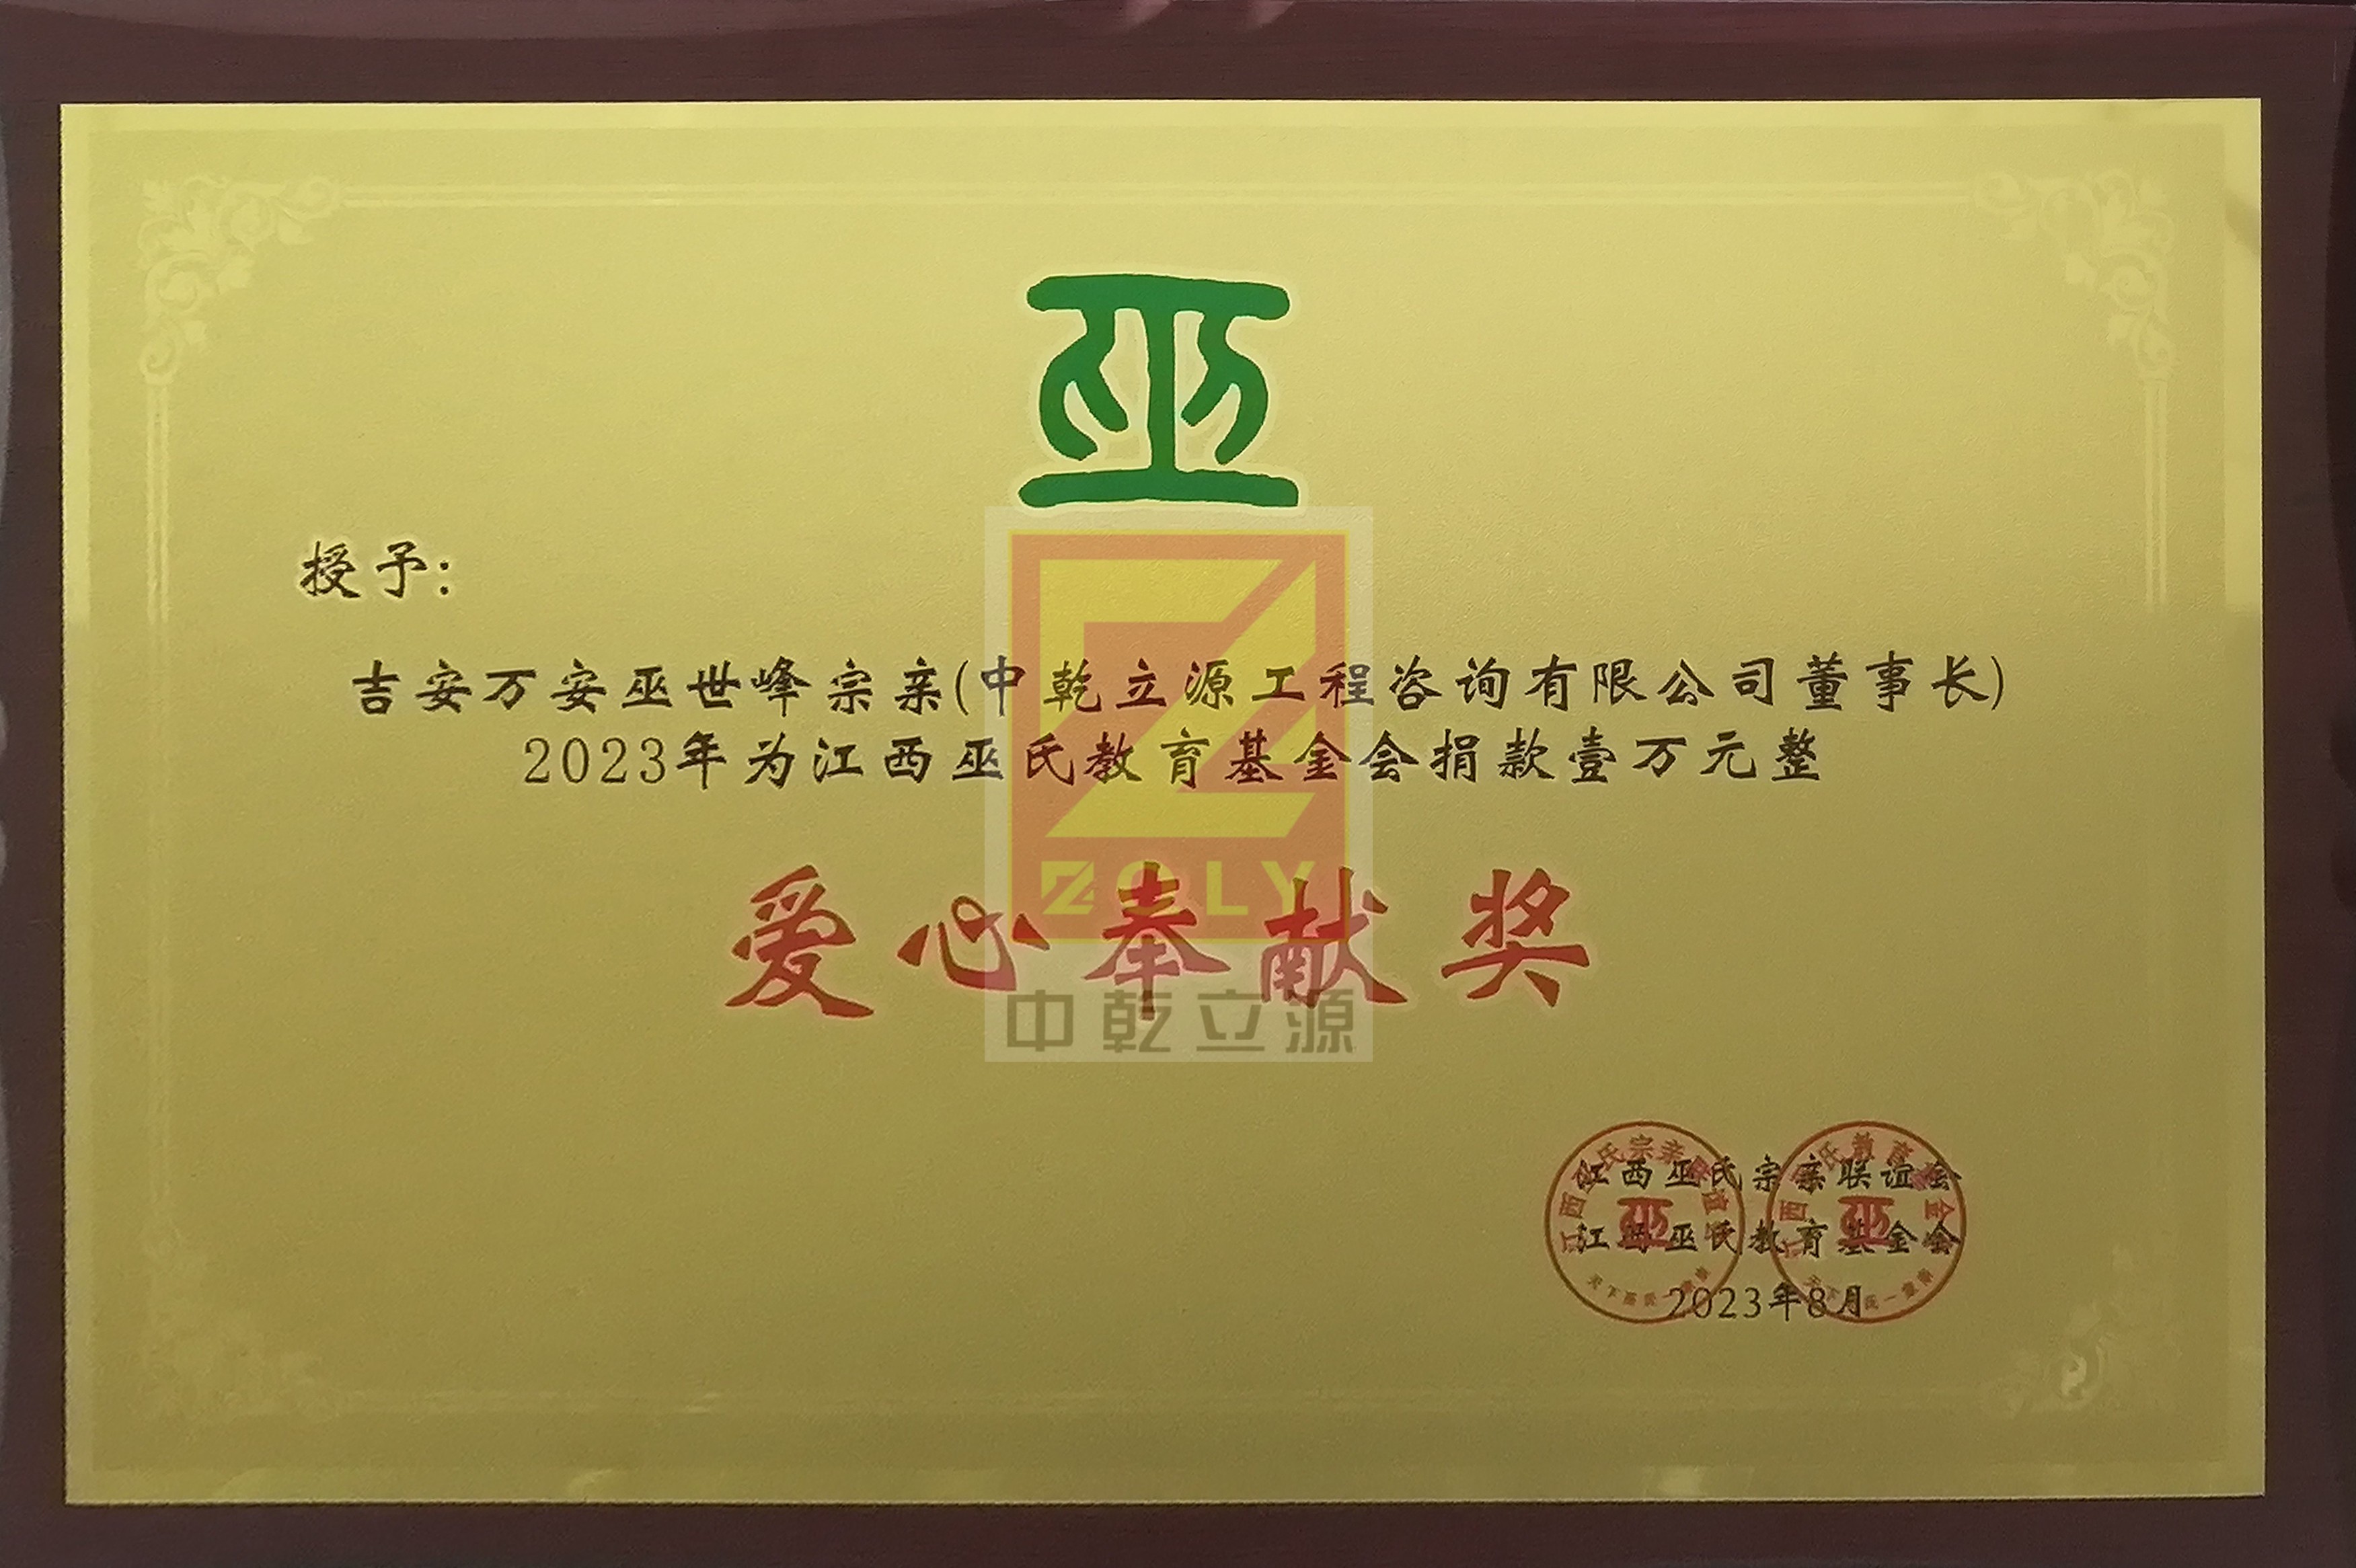 巫
授予:
吉安万安巫世峰宗亲(中乾立源工程咨询有限公司董事长)
2023年为江西巫氏教育基金会捐款壹万元整
ZOLY
爱心奉献奖
中乾立源
江西巫氏宗亲联谊会
江西巫氏教育基金会
2023年8月